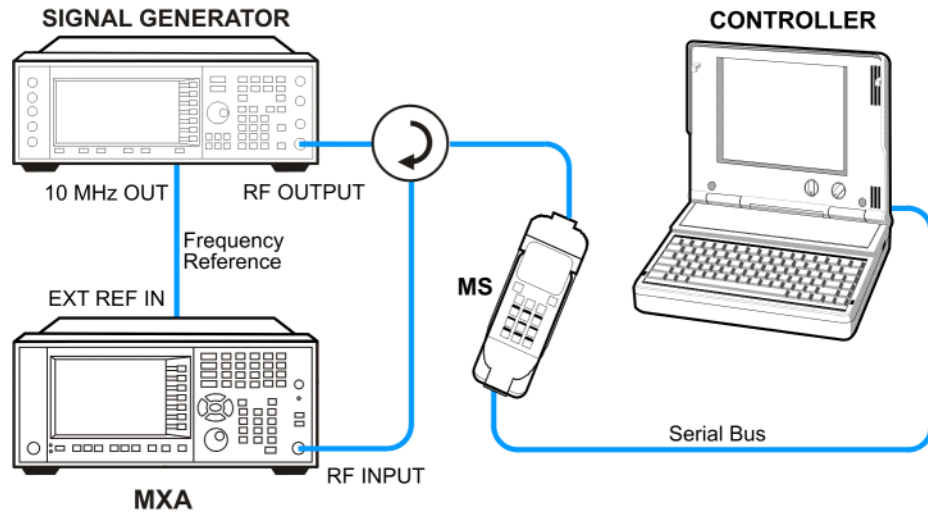 SIGNAL GENERATOR
CONTROLLER
10 MHz OUT
RF OUTPUT
Frequency
Reference
EXT REF IN
MS
Serial Bus
RF INPUT
MXA